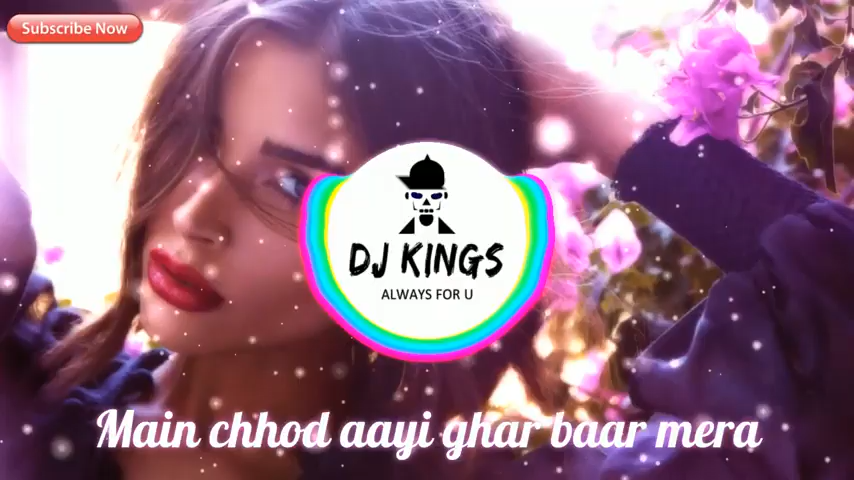 Subscribe Now
DJ KINGS
ALWAYS FOR U
Main chhod aayi ghar baar mera